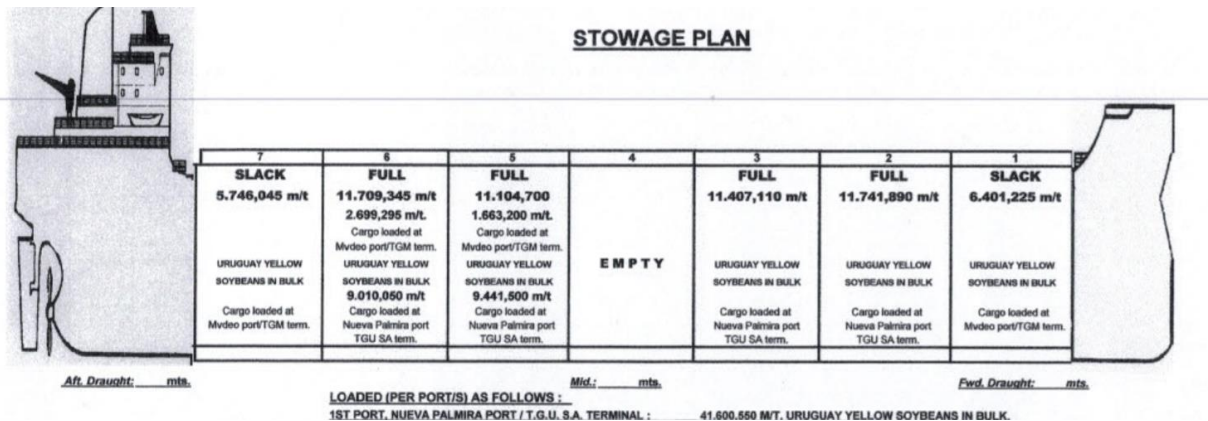 STOWAGE PLAN
7 6 5 4 3 2 1
SLACK FULL FULL FULL FULL SLACK
5.746,045 m/t 11.709,345 m/t 11.104,700 11.407,110 m/t 11.741,890 m/t 6.401,225 m/t
2.699,295 m/t. 1.663,200 m/t.
Cargo loaded at Cargo loaded at
Mvdeo port/TGM term. Mvdeo port/TGM term.
URUGUAY YELLOW URUGUAY YELLOW URUGUAY YELLOW E M P T Y URUGUAY YELLOW URUGUAY YELLOW URUGUAY YELLOW
SOYBEANS IN BULK SOYBEANS IN BULK SOYBEANS IN BULK SOYBEANS IN BULK SOYBEANS IN BULK SOYBEANS IN BULK
9.010,050 m/t 9.441,500 m/t
Cargo loaded at Cargo loaded at Cargo loaded at Cargo loaded at Cargo loaded at Cargo loaded at
Mvdeo port/TGM term. Nueva Palmira port Nueva Palmira port Nueva Palmira port Nueva Palmira port Mvdeo port/TGM term.
TGU SA term. TGU SA term. TGU SA term. TGU SA term.
Aft. Draught: ____ mts. Mid.: ____ mts. Fwd. Draught: ____ mts.
LOADED (PER PORT/S) AS FOLLOWS :
1ST PORT, NUEVA PALMIRA PORT / T.G.U. S.A. TERMINAL : 41.600,550 M/T. URUGUAY YELLOW SOYBEANS IN BULK.